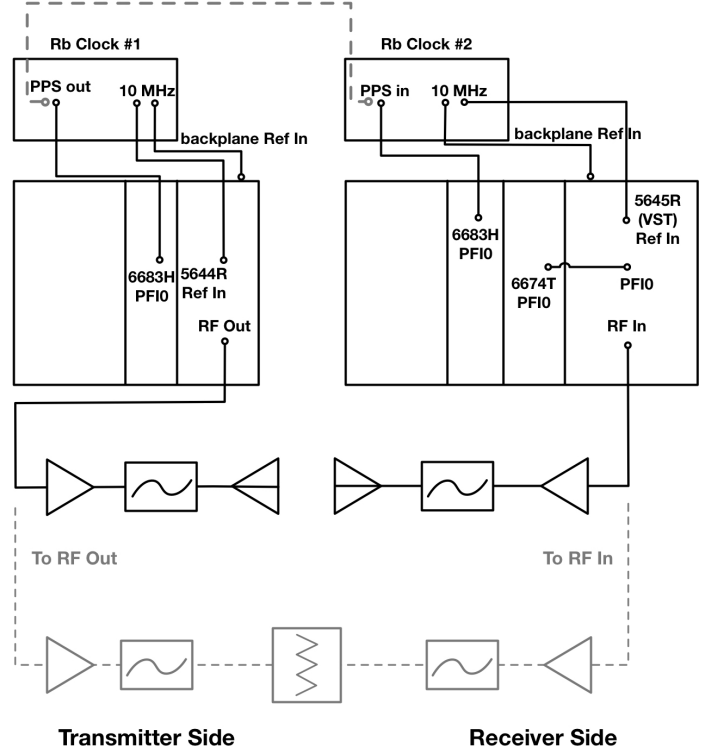 Rb Clock #1
PPS out
10 MHz
backplane Ref In
6683H
PFI0
5644R
Ref In
RF Out
Rb Clock #2
PPS in
10 MHz
backplane Ref In
6683H
PFI0
6674T
PFI0
5645R
(VST)
Ref In
PFI0
RF In
To RF Out
To RF In
Transmitter Side
Receiver Side